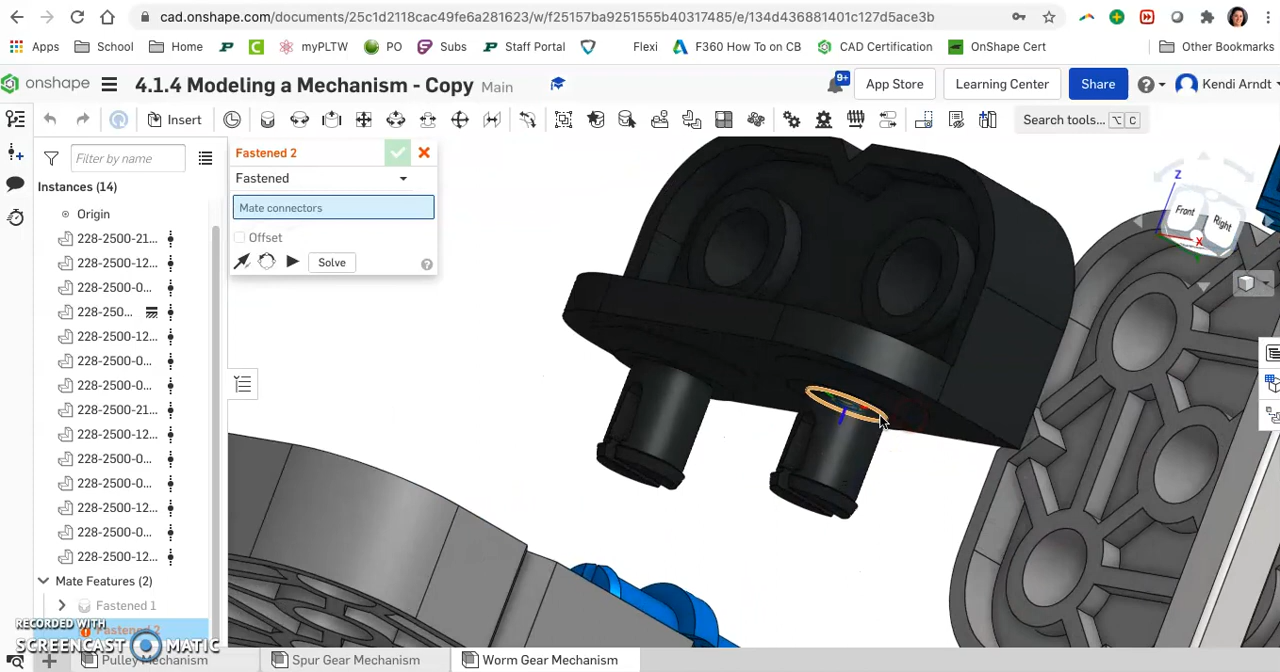 cad.onshape.com/documents/25c1d2118cac49fe6a281623/w/f25157ba9251555b40317485/e/134d436881401c127d5ace3b
Apps School Home myPLTW PO Subs Staff Portal Flexi F360 How To on CB CAD Certification OnShape Cert Other Bookmarks
onshape 4.1.4 Modeling a Mechanism - Copy Main 9+ App Store Learning Center Share Kendi Arndt
Insert Search tools... ⌥ C
Filter by name
Instances (14)
Origin
228-2500-21...
228-2500-12...
228-2500-0...
228-250...
228-2500-12...
228-2500-0...
228-2500-0...
228-2500-21...
228-2500-12...
228-2500-0...
228-2500-0...
228-2500-12...
228-2500-0...
228-2500-12...
Mate Features (2)
Fastened 1
Fastened 2
Fastened 2
Fastened
Mate connectors
Offset
Solve
Z
Front
Right
X
RECORDED WITH
SCREENCAST MATIC
Pulley Mechanism Spur Gear Mechanism Worm Gear Mechanism